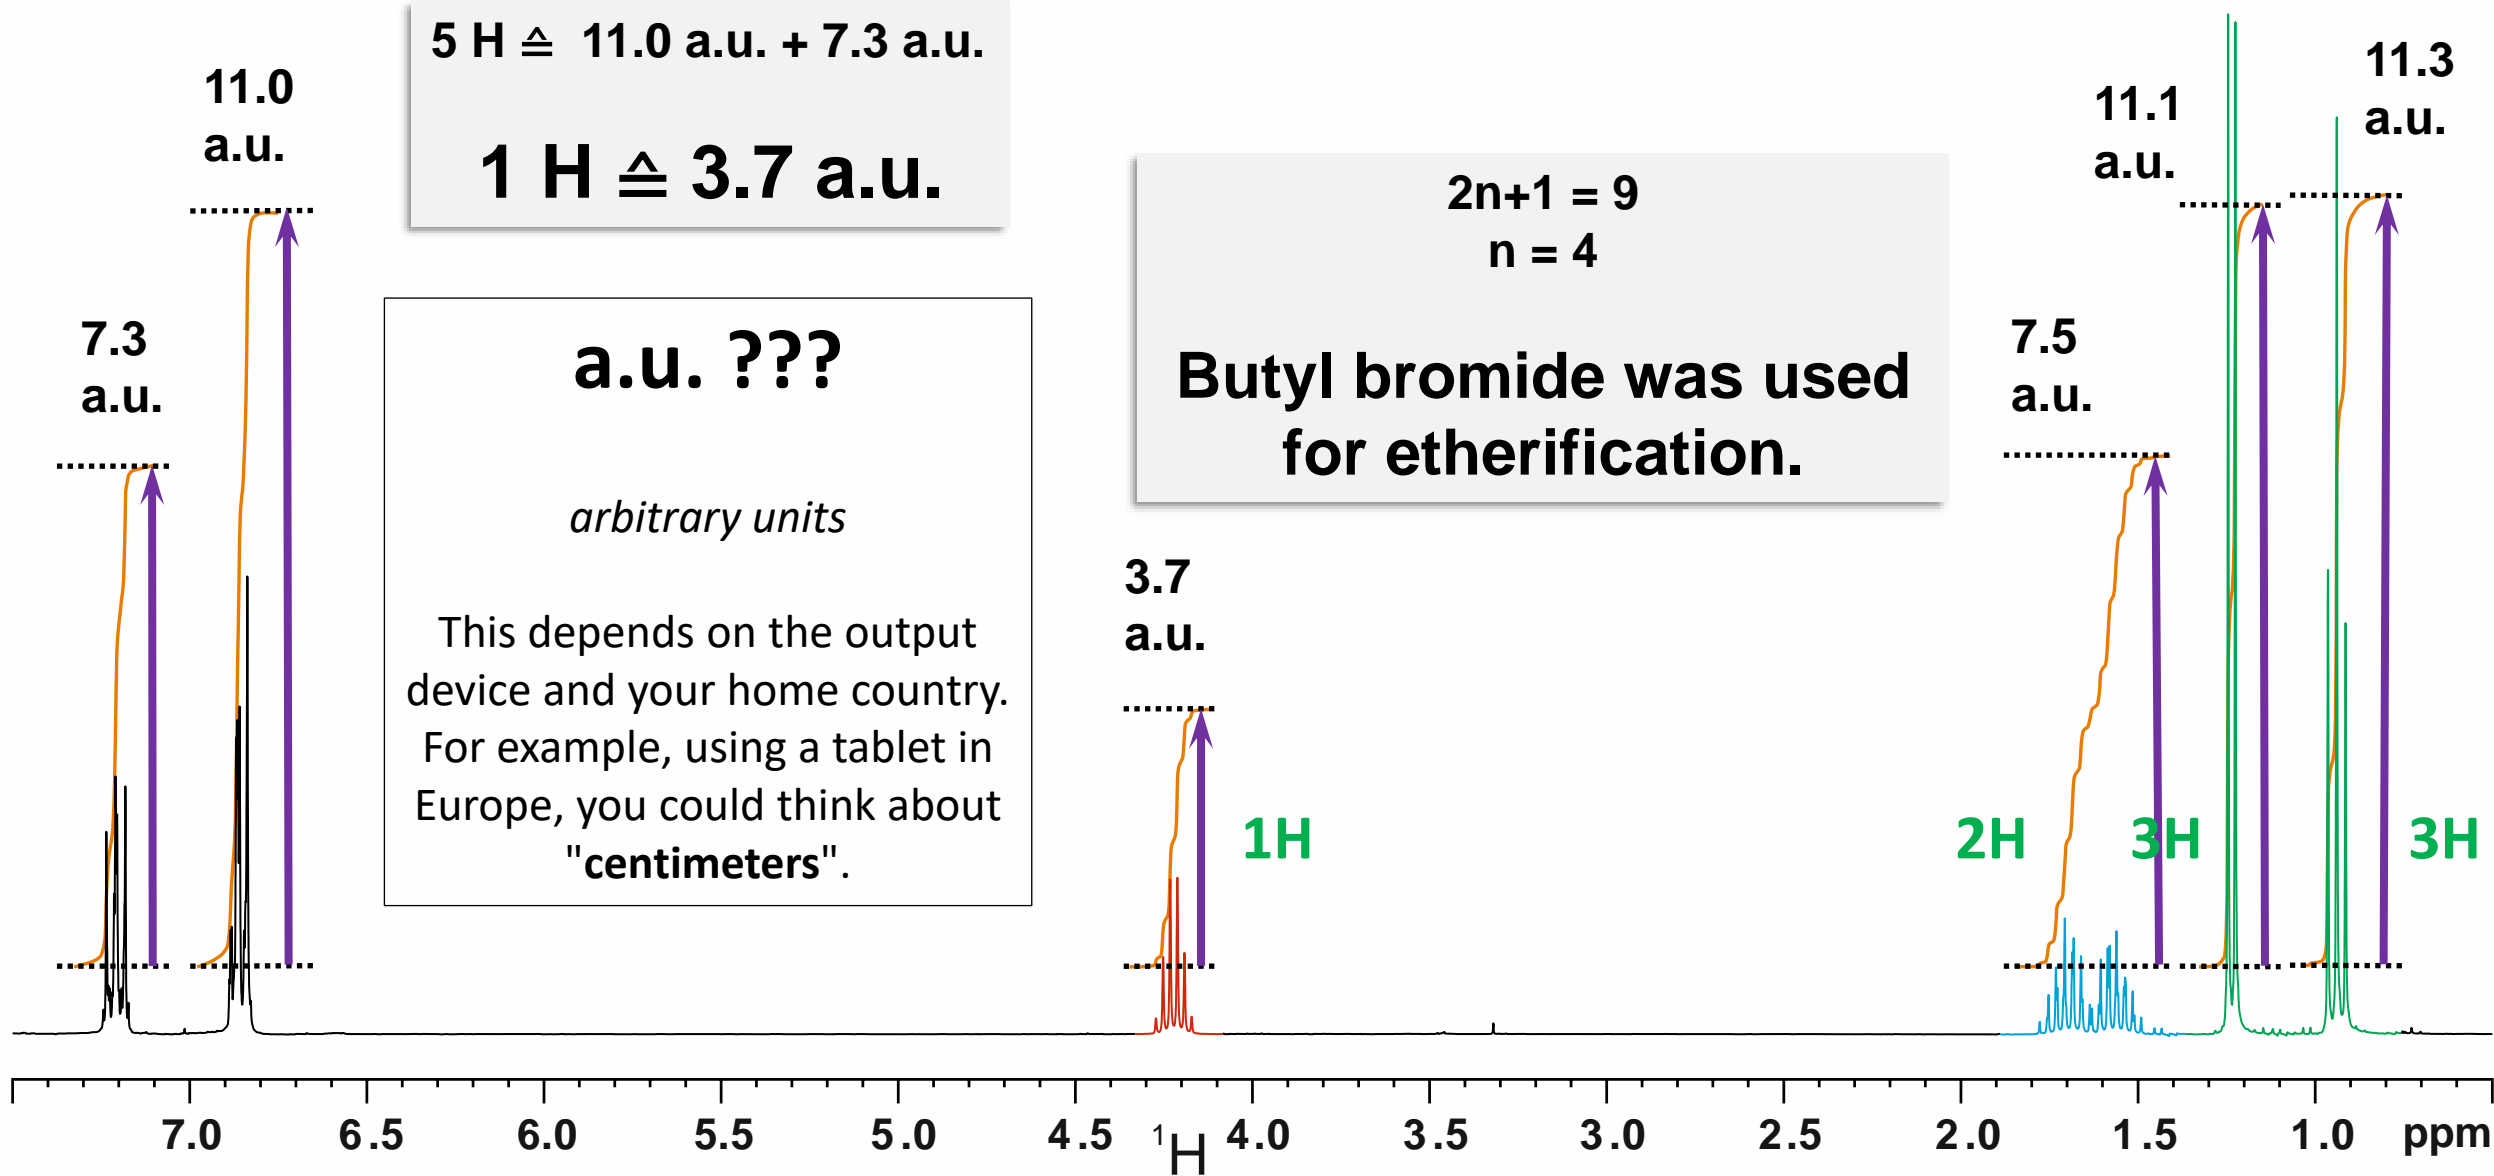 5 H ≙ 11.0 a.u. + 7.3 a.u.
1 H ≙ 3.7 a.u.
11.0
a.u.
7.3
a.u.
a.u. ???
arbitrary units
This depends on the output
device and your home country.
For example, using a tablet in
Europe, you could think about
"centimeters".
2n+1 = 9
n = 4
Butyl bromide was used
for etherification.
3.7
a.u.
1H
7.5
a.u.
2H
11.1
a.u.
3H
11.3
a.u.
3H
7.0 6.5 6.0 5.5 5.0 4.5 4.0 3.5 3.0 2.5 2.0 1.5 1.0 ppm
¹H